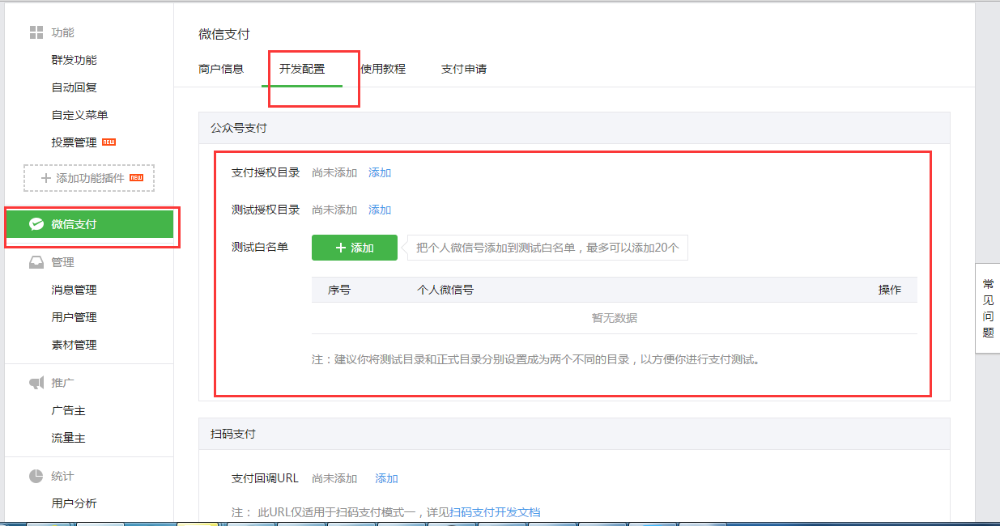 功能
群发功能
自动回复
自定义菜单
投票管理 NEW
添加功能插件 NEW
微信支付
管理
消息管理
用户管理
素材管理
推广
广告主
流量主
统计
用户分析
微信支付
商户信息 开发配置 使用教程 支付申请
公众号支付
支付授权目录 尚未添加 添加
测试授权目录 尚未添加 添加
测试白名单 + 添加 把个人微信号添加到测试白名单，最多可以添加20个
序号 个人微信号 操作
暂无数据
注：建议你将测试目录和正式目录分别设置成为两个不同的目录，以方便你进行支付测试。
扫码支付
支付回调URL 尚未添加 添加
注： 此URL仅适用于扫码支付模式一，详见扫码支付开发文档
常
见
问
题